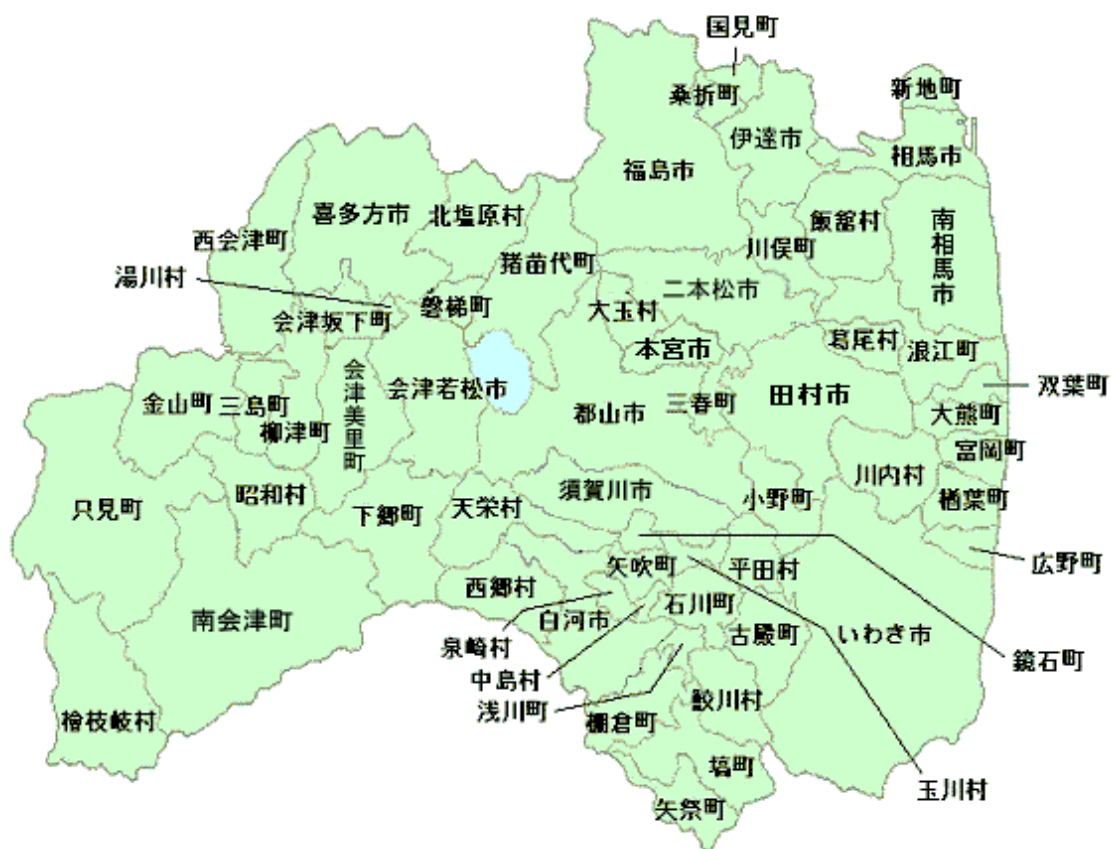 国見町
桑折町
新地町
伊達市
相馬市
福島市
喜多方市
北塩原村
飯舘村
南相馬市
西会津町
川俣町
猪苗代町
湯川村
二本松市
磐梯町
大玉村
会津坂下町
本宮市
葛尾村
浪江町
双葉町
会津美里町
会津若松市
田村市
金山町
三島町
三春町
大熊町
郡山市
柳津町
富岡町
川内村
昭和村
須賀川市
小野町
楢葉町
只見町
下郷町
天栄村
広野町
矢吹町
平田村
西郷村
石川町
南会津町
白河市
古殿町
いわき市
泉崎村
鏡石町
中島村
鮫川村
浅川町
檜枝岐村
棚倉町
塙町
玉川村
矢祭町